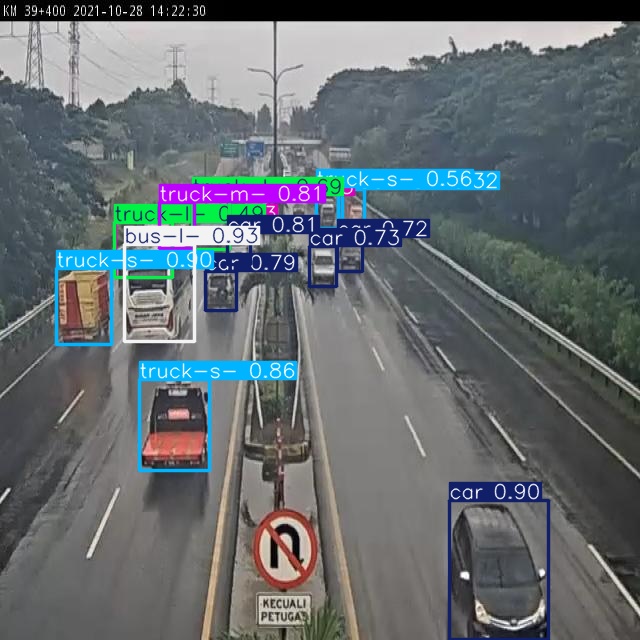 KM 39+400 2021-10-28 14:22:30
truck-s- 0.5632
truck-m- 0.81
truck-l- 0.49
car 0.81
bus-l- 0.93
car 0.73
0.72
truck-s- 0.90
car 0.79
truck-s- 0.86
car 0.90
KECUALI
PETUGAS